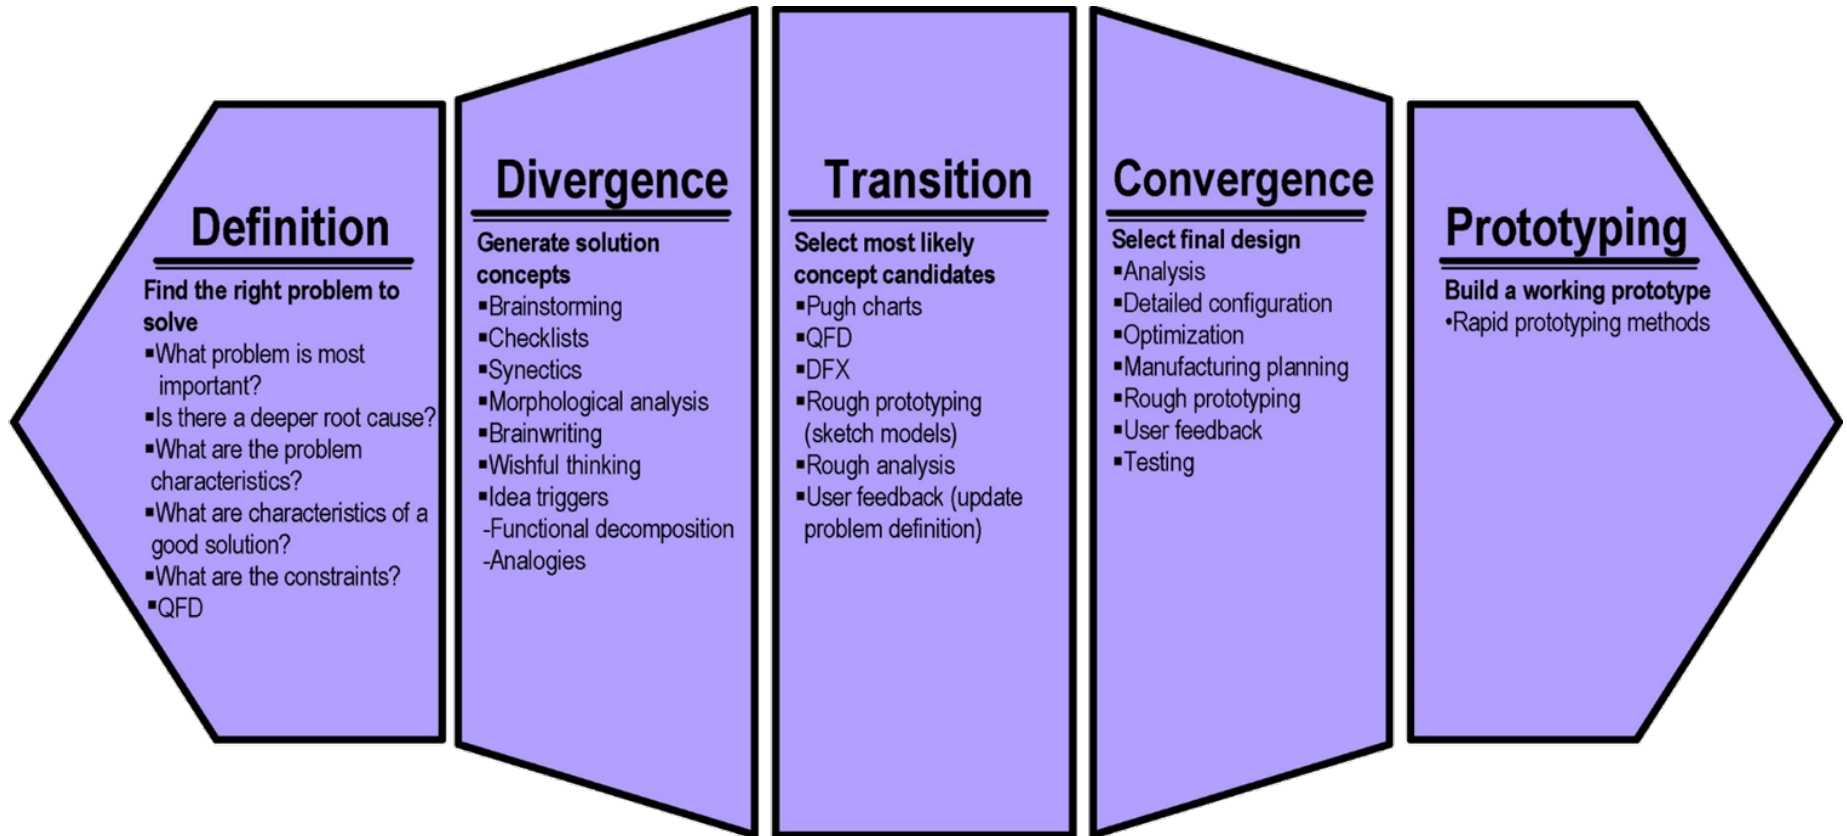 Definition
Find the right problem to
solve
▪What problem is most
important?
▪Is there a deeper root cause?
▪What are the problem
characteristics?
▪What are characteristics of a
good solution?
▪What are the constraints?
▪QFD
Divergence
Generate solution
concepts
▪Brainstorming
▪Checklists
▪Synectics
▪Morphological analysis
▪Brainwriting
▪Wishful thinking
▪Idea triggers
-Functional decomposition
-Analogies
Transition
Select most likely
concept candidates
▪Pugh charts
▪QFD
▪DFX
▪Rough prototyping
(sketch models)
▪Rough analysis
▪User feedback (update
problem definition)
Convergence
Select final design
▪Analysis
▪Detailed configuration
▪Optimization
▪Manufacturing planning
▪Rough prototyping
▪User feedback
▪Testing
Prototyping
Build a working prototype
•Rapid prototyping methods